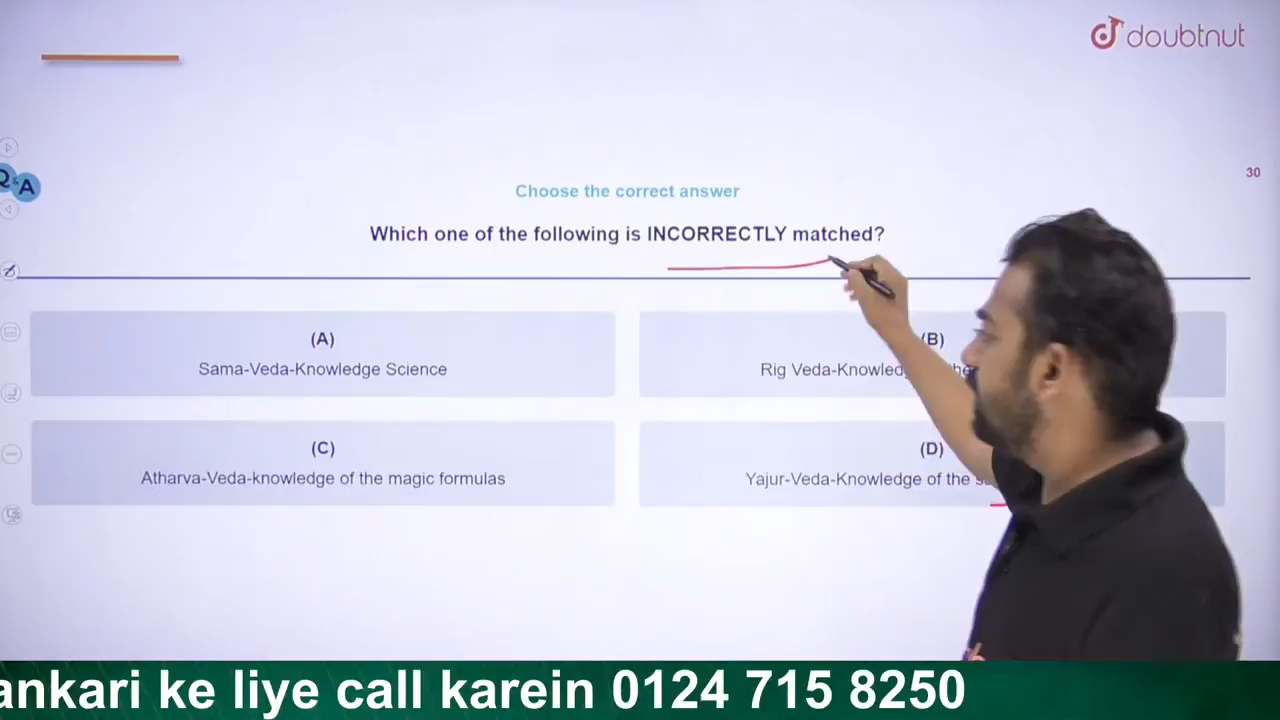 doubtnut
Q&A
30
Choose the correct answer
Which one of the following is INCORRECTLY matched?
(A)
Sama-Veda-Knowledge Science
(B)
Rig Veda-Knowledge
(C)
Atharva-Veda-knowledge of the magic formulas
(D)
Yajur-Veda-Knowledge of the
ankari ke liye call karein 0124 715 8250